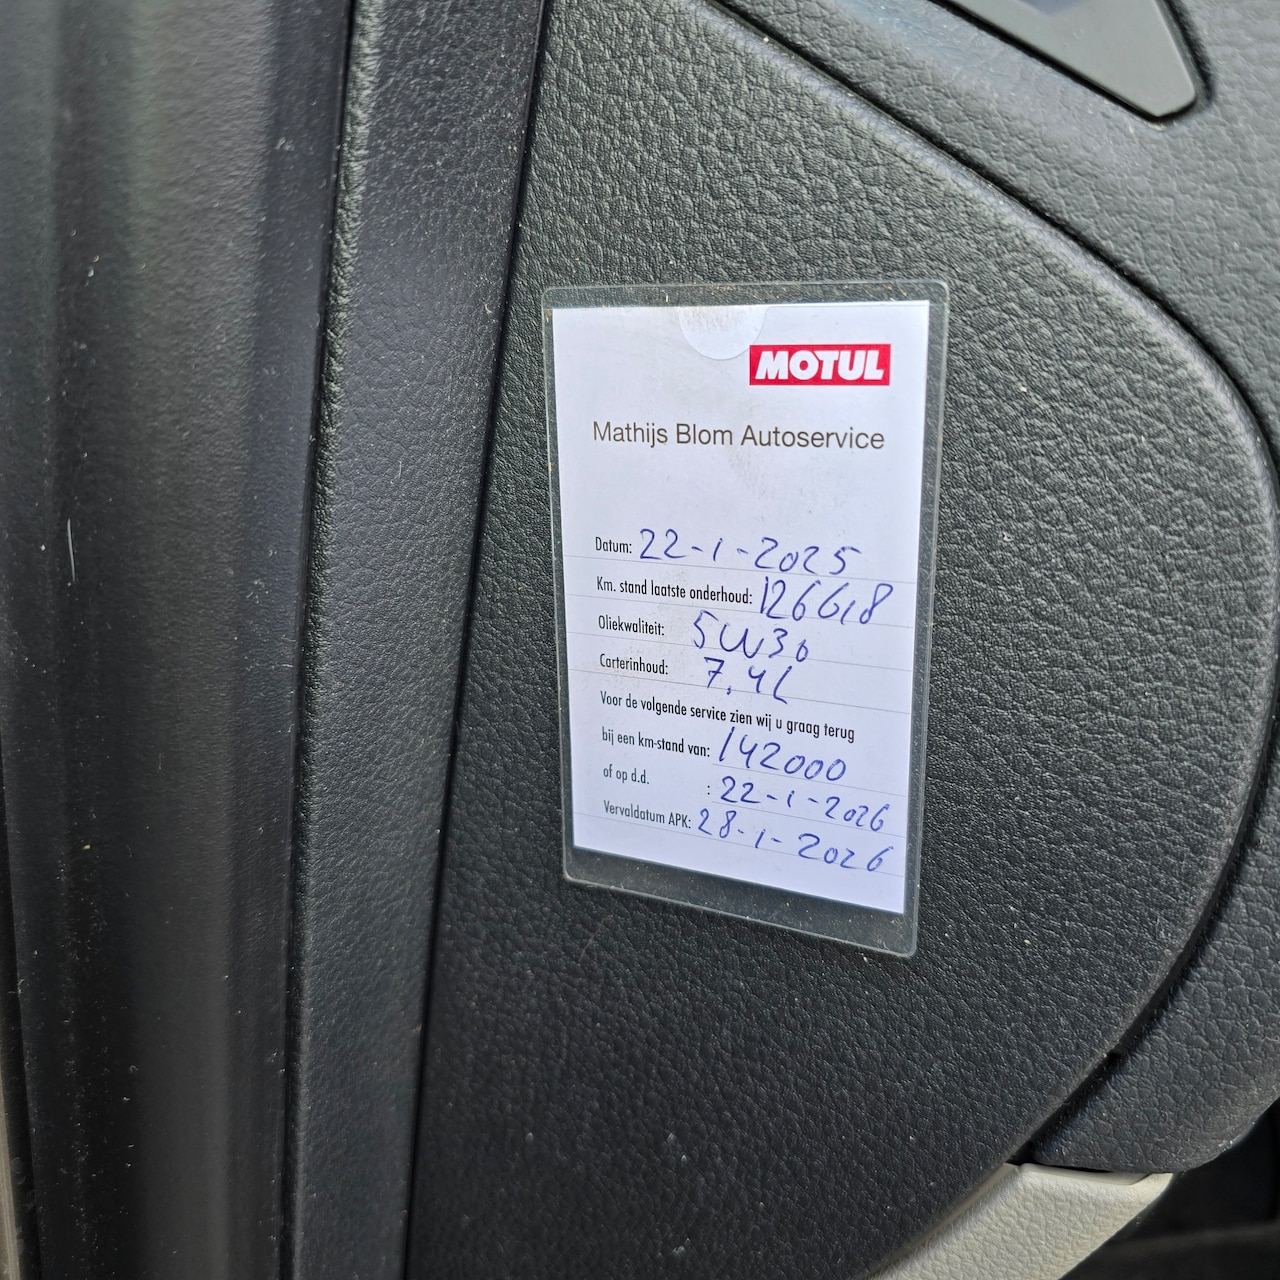 MOTUL
Mathijs Blom Autoservice
Datum: 22-1-2025
Km. stand laatste onderhoud: 126618
Oliekwaliteit: 5W30
Carterinhoud: 7,4L
Voor de volgende service zien wij u graag terug
bij een km-stand van: 142000
of op d.d. : 22-1-2026
Vervaldatum APK: 28-1-2026